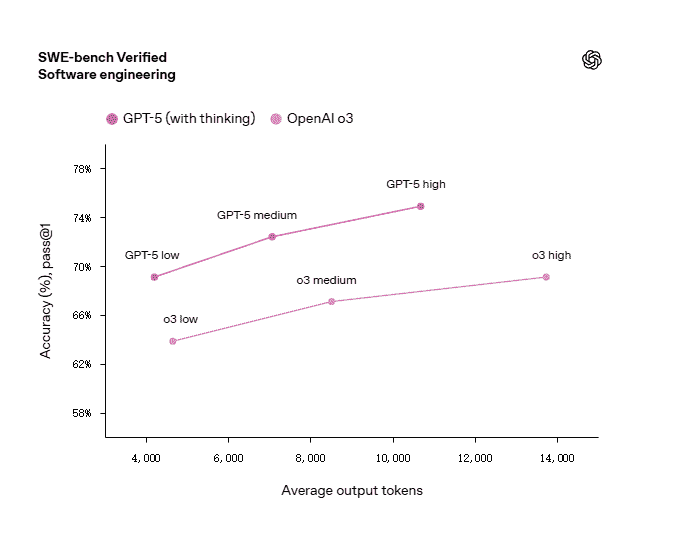 SWE-bench Verified
Software engineering
GPT-5 (with thinking) OpenAI o3
78%
GPT-5 high
74%
GPT-5 medium
GPT-5 low
o3 high
70%
o3 medium
66%
o3 low
62%
58%
Accuracy (%), pass@1
4,000 6,000 8,000 10,000 12,000 14,000
Average output tokens